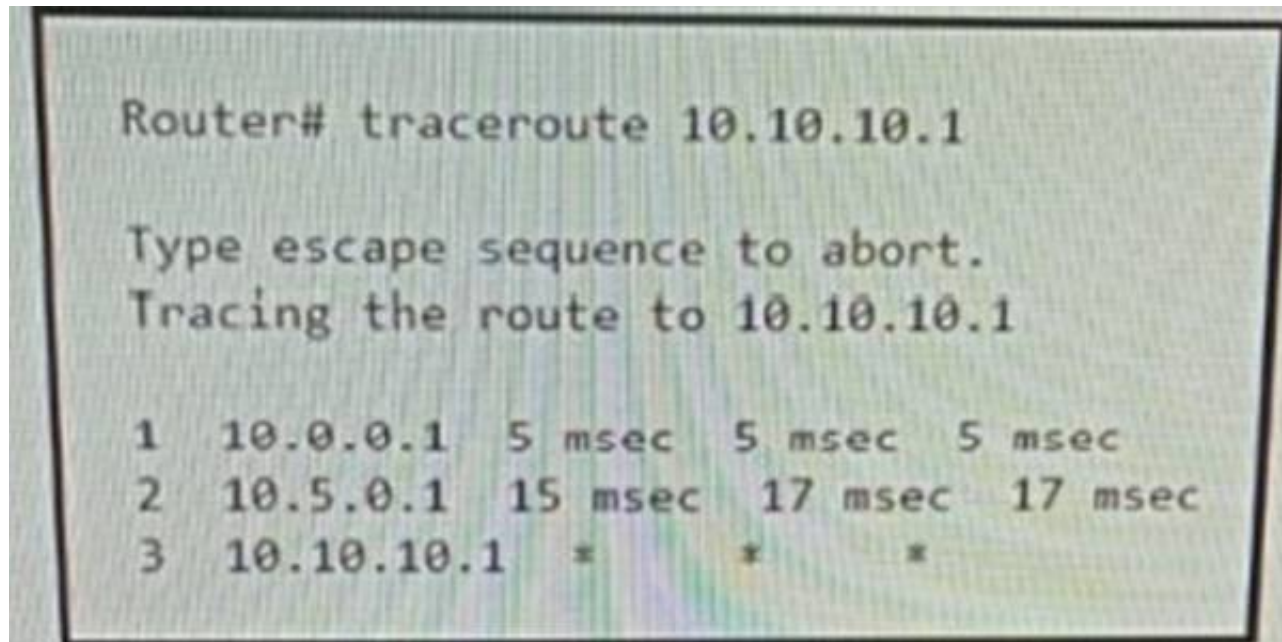 Router# traceroute 10.10.10.1
Type escape sequence to abort.
Tracing the route to 10.10.10.1
1 10.0.0.1 5 msec 5 msec 5 msec
2 10.5.0.1 15 msec 17 msec 17 msec
3 10.10.10.1 * * *